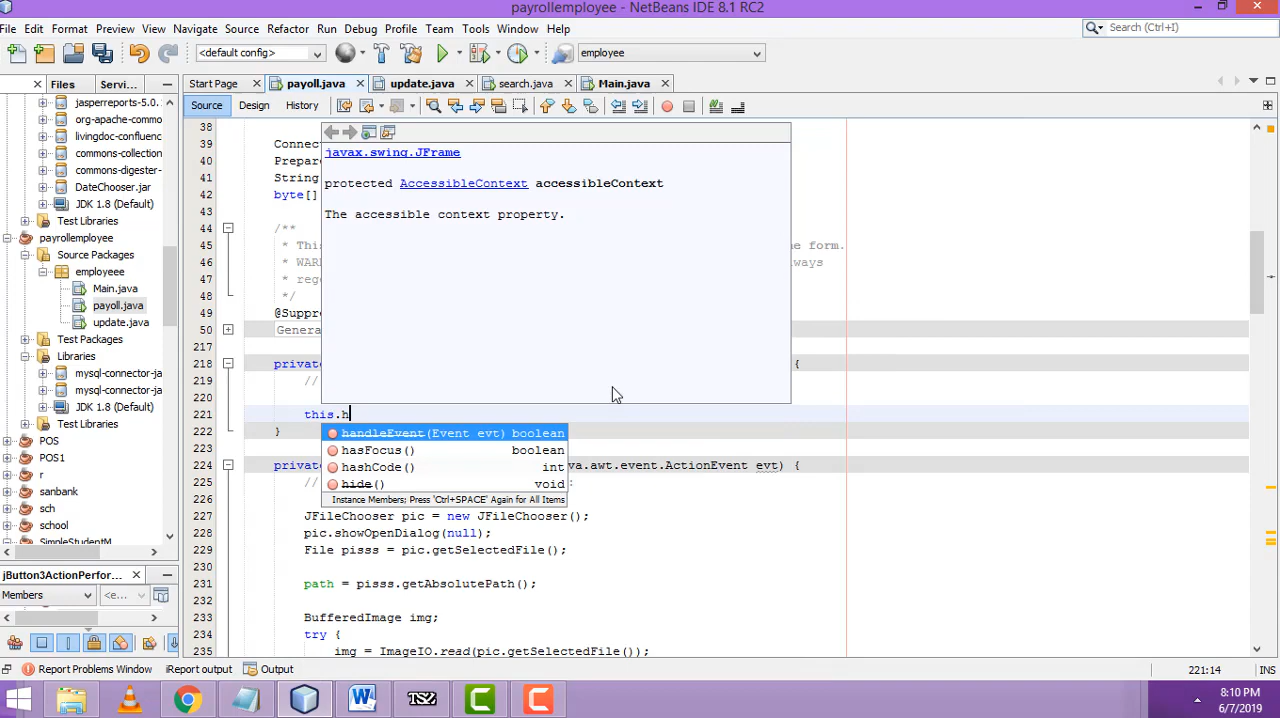 payrollemployee - NetBeans IDE 8.1 RC2
File Edit Format Preview View Navigate Source Refactor Run Debug Profile Team Tools Window Help
Search (Ctrl+I)
<default config>
employee
Files Servi...
Start Page payoll.java update.java search.java Main.java
Source Design History
jasperreports-5.0.
org-apache-commo
livingdoc-confluenc
commons-collection
commons-digester-
DateChooser.jar
JDK 1.8 (Default)
Test Libraries
payrollemployee
Source Packages
employeee
Main.java
payoll.java
update.java
Test Packages
Libraries
mysql-connector-ja
mysql-connector-ja
JDK 1.8 (Default)
POS
POS1
r
sanbank
sch
school
SimpleStudentM
jButton3ActionPerfor...
Members <e...
38
39 Connec
40 Prepar
41 String
42 byte[]
43
44 /**
45 * Thi e form.
46 * WAR ways
47 * reg
48 */
49 @Suppre
50 Genera
217
218 private {
219 //
220
221 this.h
222 }
223
224 private va.awt.event.ActionEvent evt) {
225 // :
226
227 JFileChooser pic = new JFileChooser();
228 pic.showOpenDialog(null);
229 File pisss = pic.getSelectedFile();
230
231 path = pisss.getAbsolutePath();
232
233 BufferedImage img;
234 try {
235 img = ImageIO.read(pic.getSelectedFile());
javax.swing.JFrame
protected AccessibleContext accessibleContext
The accessible context property.
handleEvent(Event evt) boolean
hasFocus() boolean
hashCode() int
hide() void
Instance Members; Press 'Ctrl+SPACE' Again for All Items
Report Problems Window iReport output Output
221:14
TSZ
8:10 PM
6/7/2019